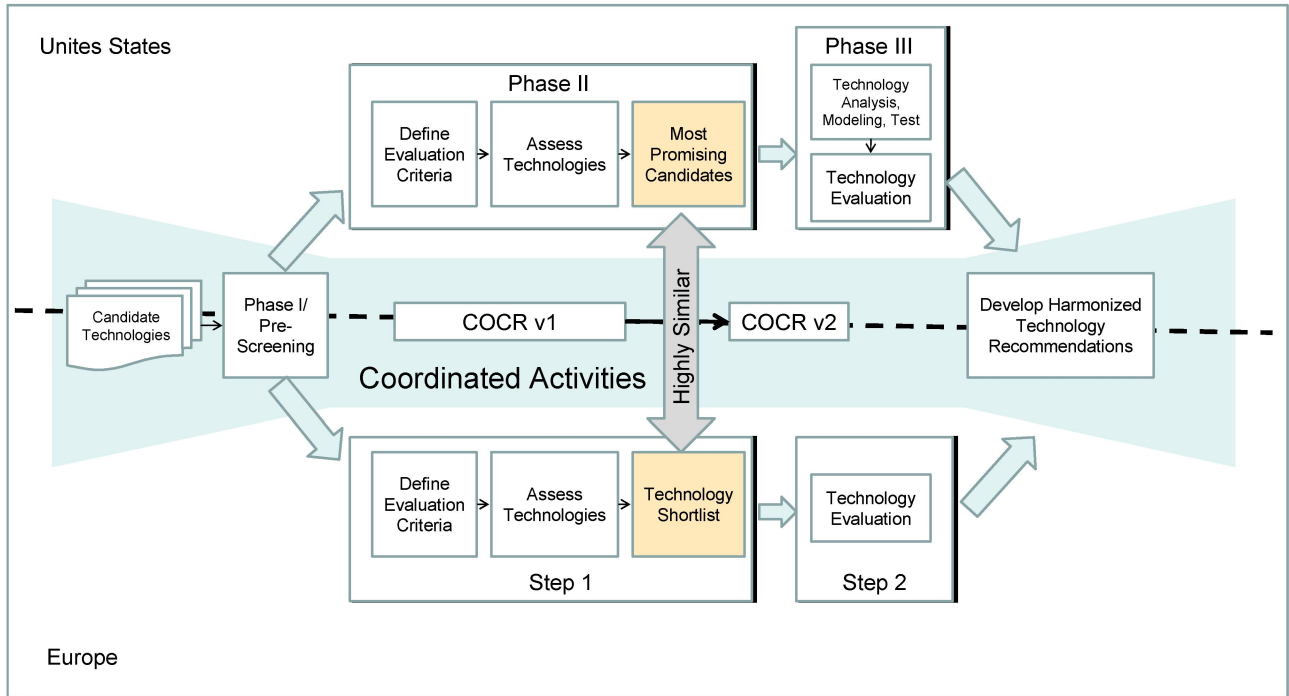 Unites States
Phase II
Define
Evaluation
Criteria
Assess
Technologies
Most
Promising
Candidates
Phase III
Technology
Analysis,
Modeling, Test
Technology
Evaluation
Candidate
Technologies
Phase I/
Pre-
Screening
COCR v1
COCR v2
Develop Harmonized
Technology
Recommendations
Coordinated Activities
Highly Similar
Define
Evaluation
Criteria
Assess
Technologies
Technology
Shortlist
Step 1
Technology
Evaluation
Step 2
Europe